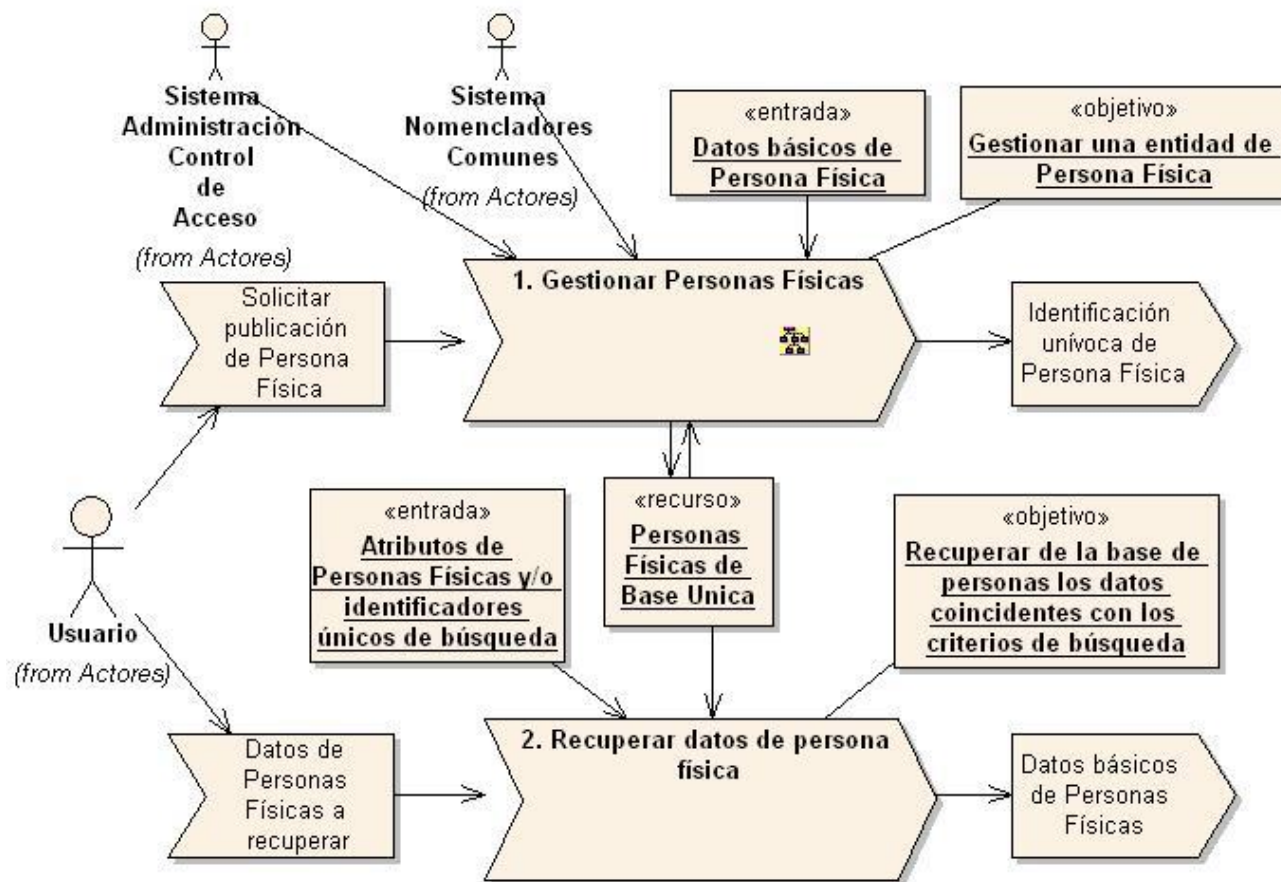 Sistema
Administración
Control
de
Acceso
(from Actores)
Sistema
Nomencladores
Comunes
(from Actores)
«entrada»
Datos básicos de
Persona Física
«objetivo»
Gestionar una entidad de
Persona Física
Solicitar
publicación
de Persona
Física
1. Gestionar Personas Físicas
Identificación
unívoca de
Persona Física
Usuario
(from Actores)
«entrada»
Atributos de
Personas Físicas y/o
identificadores
únicos de búsqueda
«recurso»
Personas
Físicas de
Base Unica
«objetivo»
Recuperar de la base de
personas los datos
coincidentes con los
criterios de búsqueda
Datos de
Personas
Físicas a
recuperar
2. Recuperar datos de persona
física
Datos básicos
de Personas
Físicas